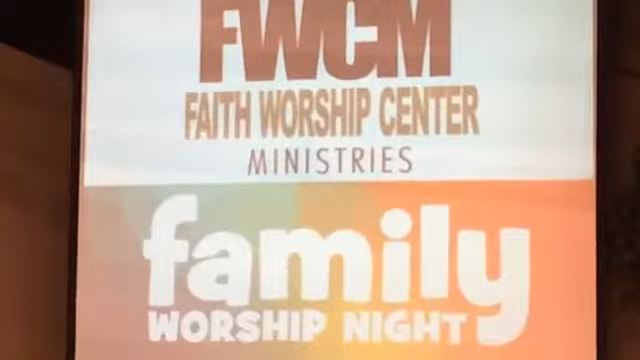 FWCM
FAITH WORSHIP CENTER
MINISTRIES
family
WORSHIP NIGHT